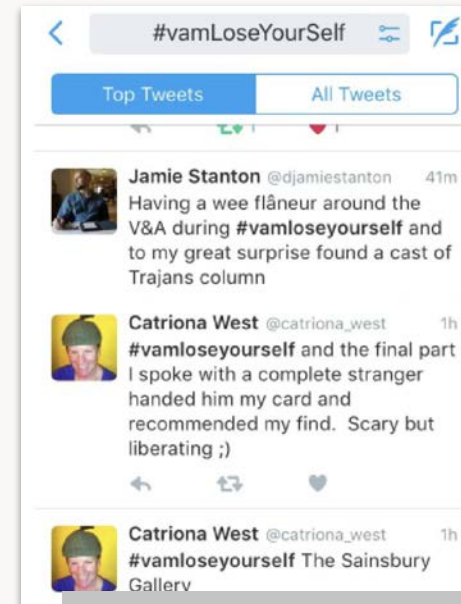 #vamLoseYourSelf
Top Tweets All Tweets
1 1
Jamie Stanton @djamiestanton 41m
Having a wee flâneur around the
V&A during #vamloseyourself and
to my great surprise found a cast of
Trajans column
Catriona West @catriona_west 1h
#vamloseyourself and the final part
I spoke with a complete stranger
handed him my card and
recommended my find. Scary but
liberating ;)
Catriona West @catriona_west 1h
#vamloseyourself The Sainsbury
Gallery